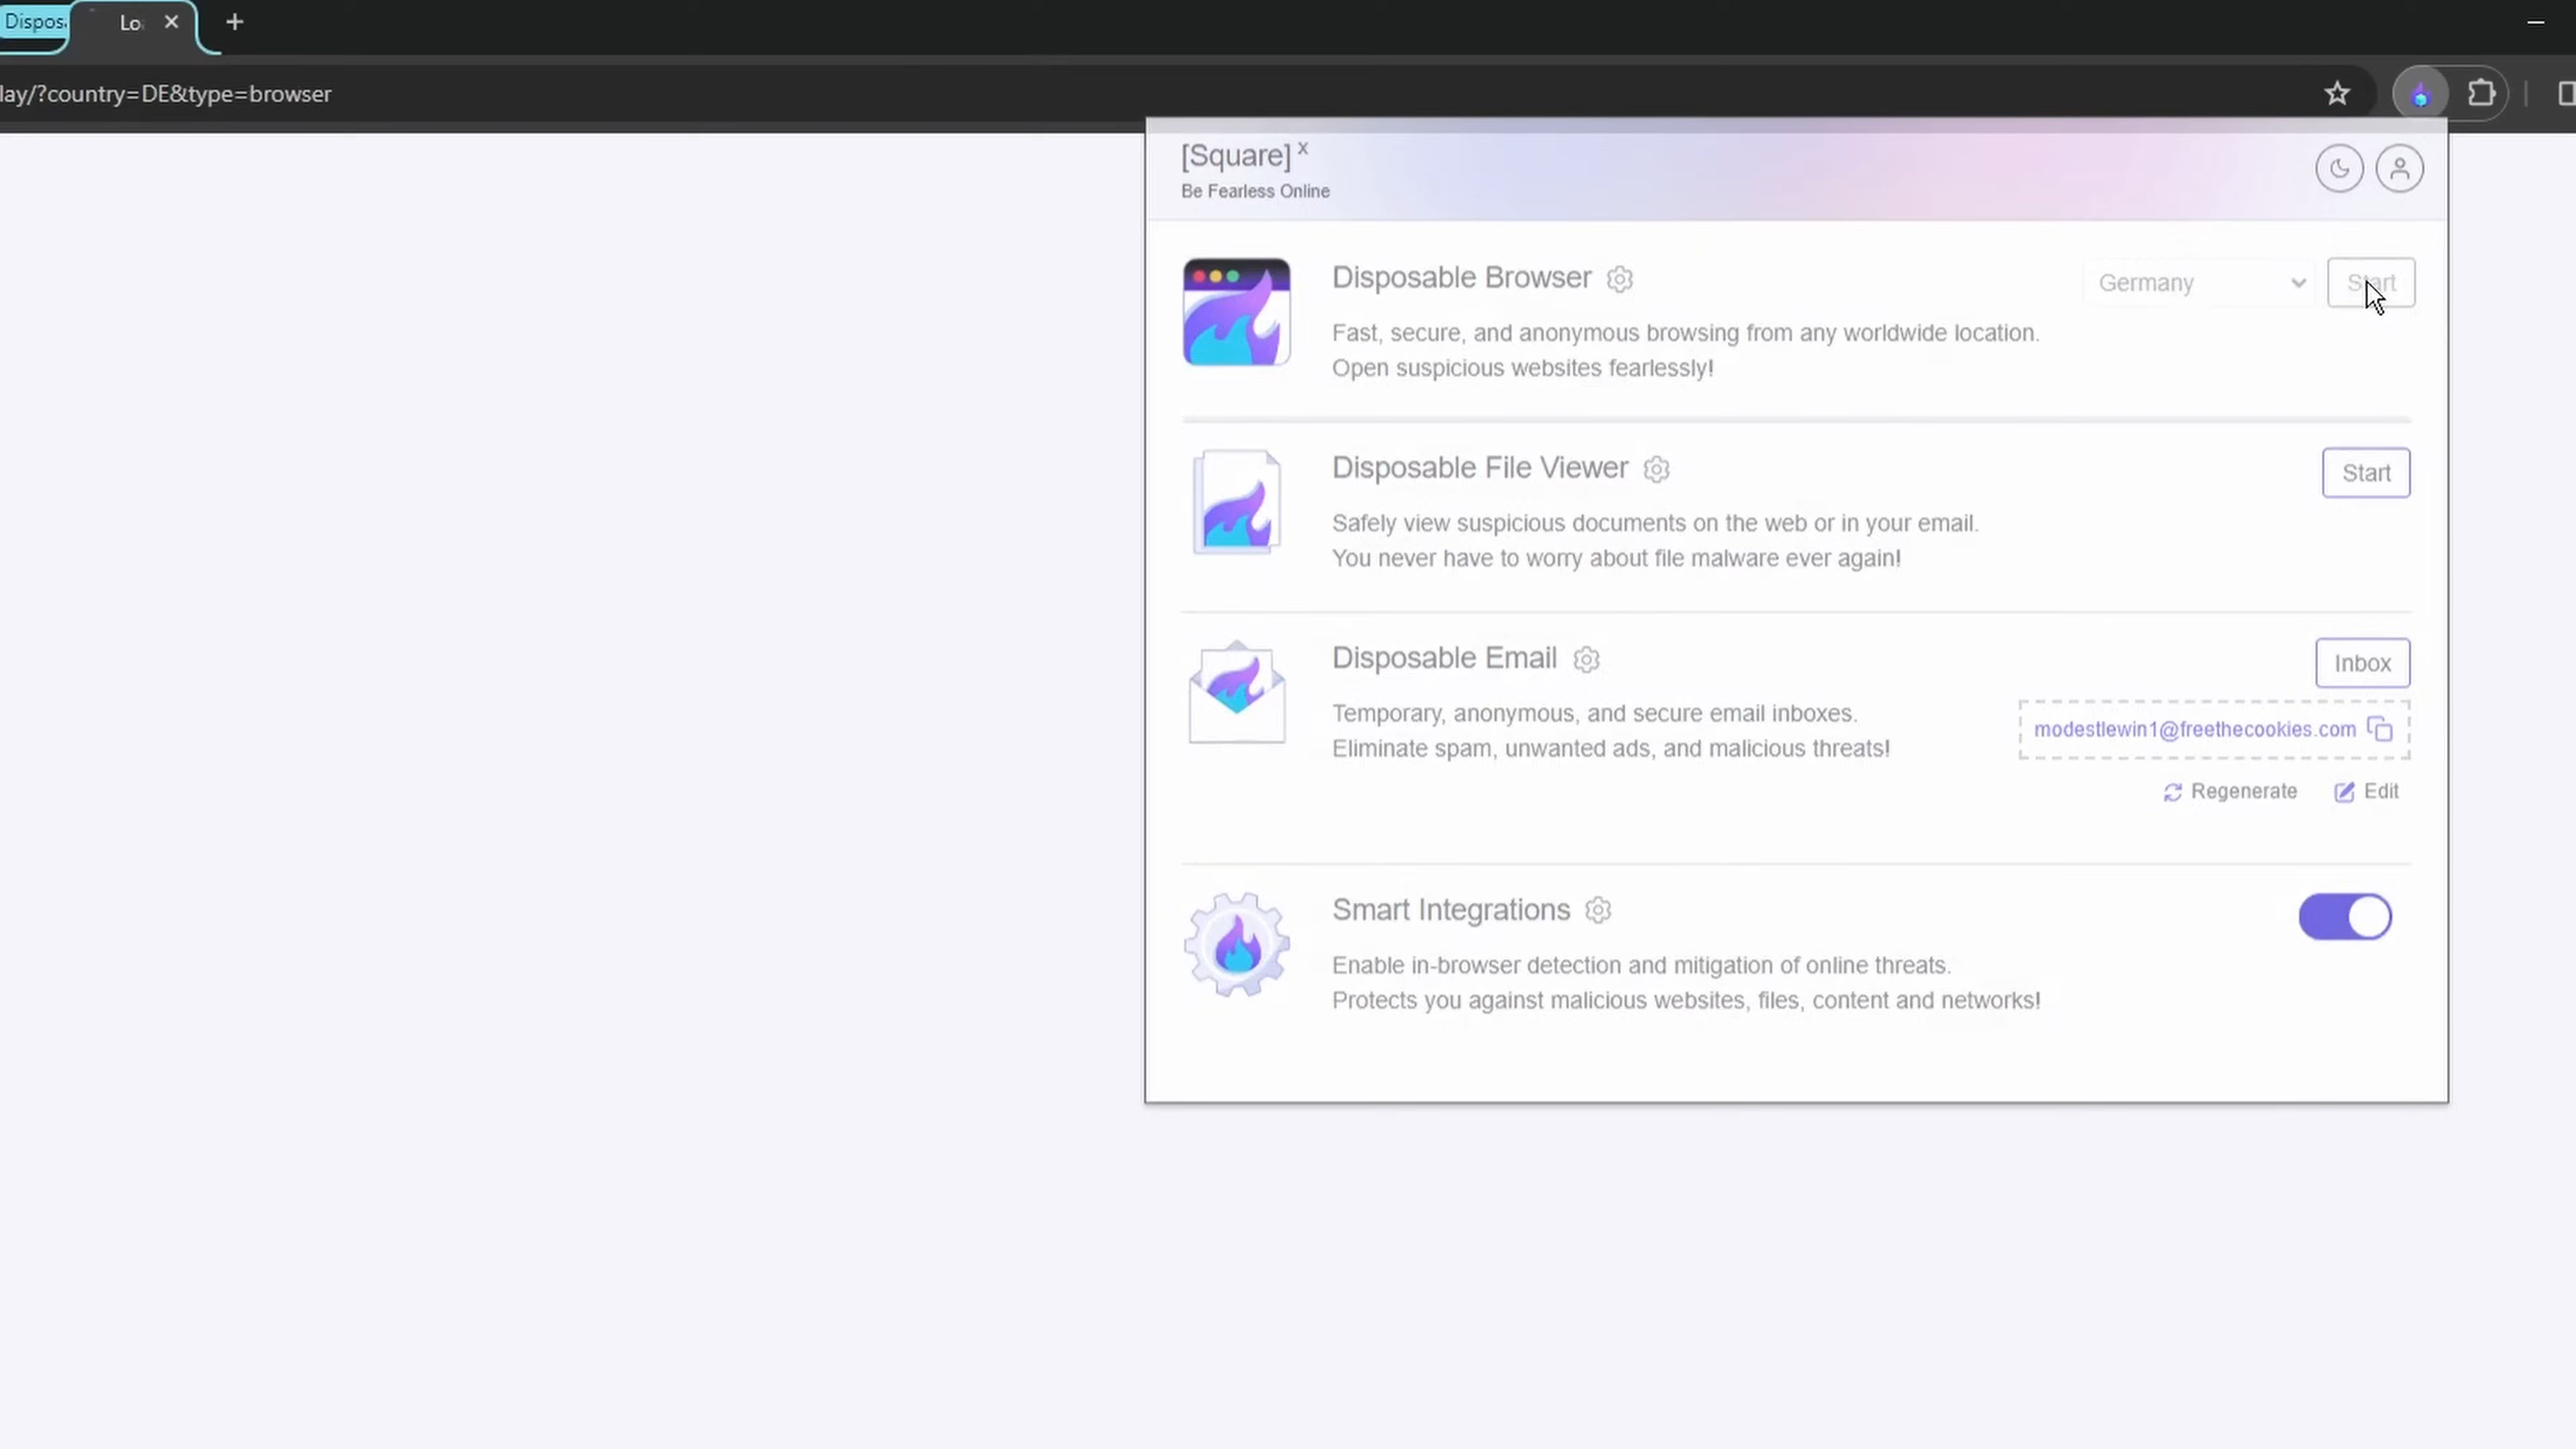 Dispos
Lo
lay/?country=DE&type=browser
[Square] x
Be Fearless Online
Disposable Browser
Germany
Start
Fast, secure, and anonymous browsing from any worldwide location.
Open suspicious websites fearlessly!
Disposable File Viewer
Start
Safely view suspicious documents on the web or in your email.
You never have to worry about file malware ever again!
Disposable Email
Inbox
Temporary, anonymous, and secure email inboxes.
Eliminate spam, unwanted ads, and malicious threats!
modestlewin1@freethecookies.com
Regenerate
Edit
Smart Integrations
Enable in-browser detection and mitigation of online threats.
Protects you against malicious websites, files, content and networks!